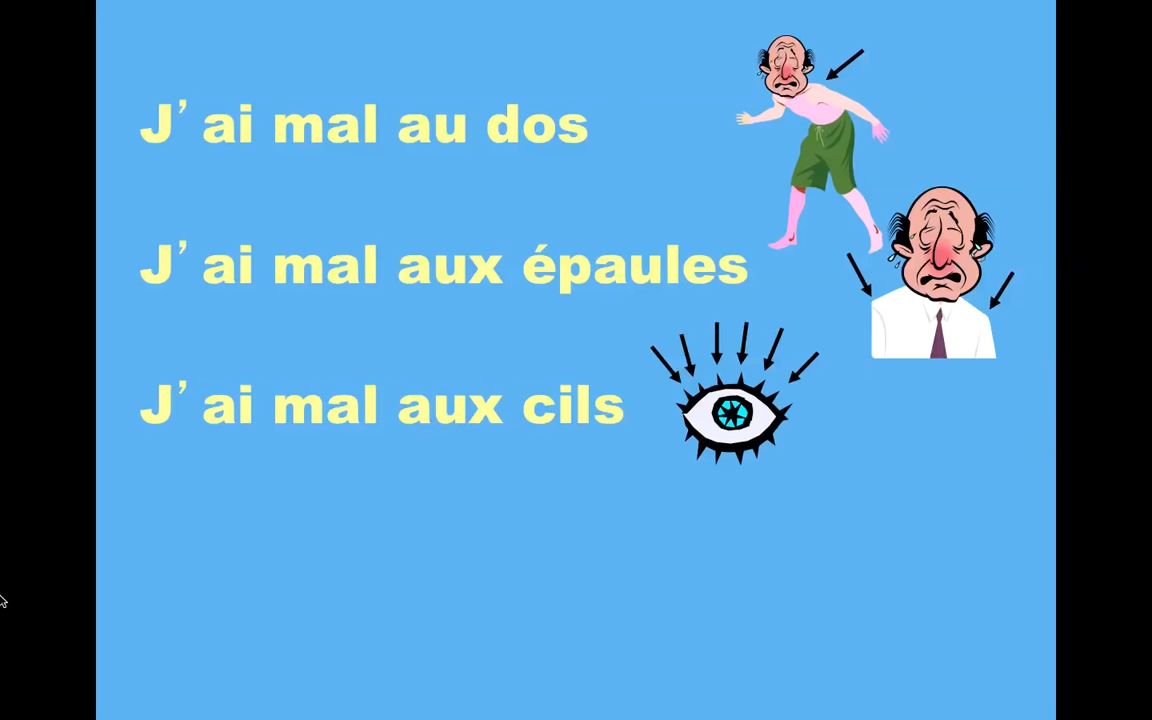 J’ ai mal au dos
J’ ai mal aux épaules
J’ ai mal aux cils